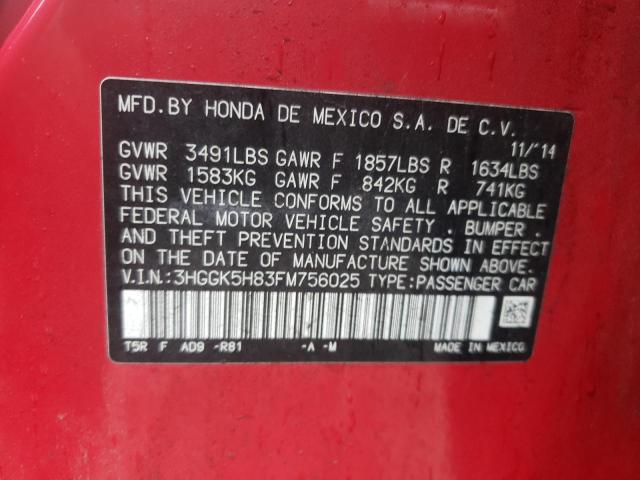 MFD.BY HONDA DE MEXICO S.A. DE C.V.
11/'14
GVWR 3491LBS GAWR F 1857LBS R 1634LBS
GVWR 1583KG GAWR F 842KG R 741KG
THIS VEHICLE CONFORMS TO ALL APPLICABLE
FEDERAL MOTOR VEHICLE SAFETY . BUMPER .
THEFT PREVENTION STANDARDS IN EFFECT
ON THE DATE OF MANUFACTURE SHOWN ABOVE.
V.I.N.:3HGGK5H83FM756025 TYPE:PASSENGER CAR
T5R F AD9 -R81 -A -M MADE IN MEXICO